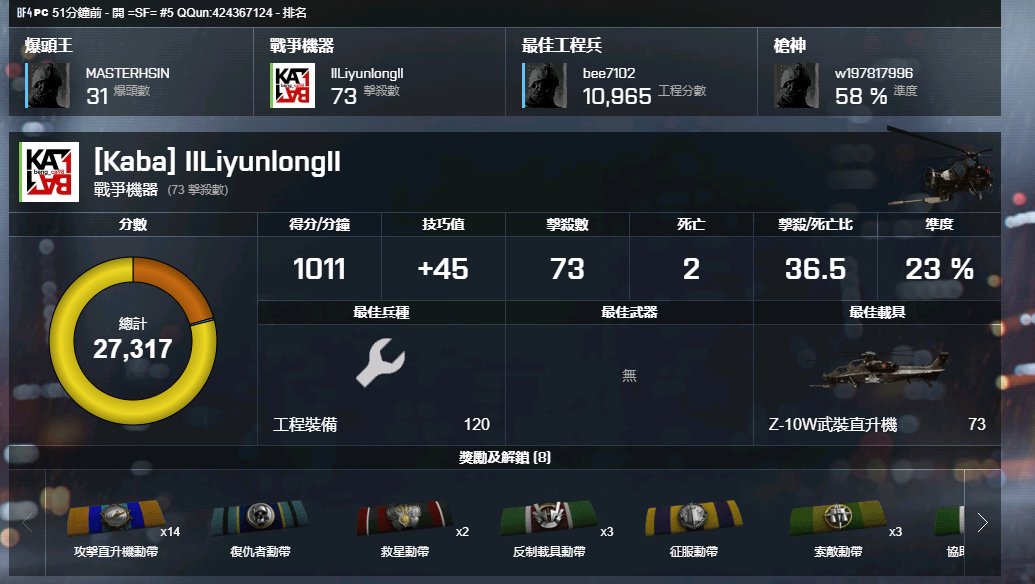 BF4 PC 51分鐘前 - 閱 =SF= #5 QQun:424367124 - 排名
爆頭王
MASTERHSIN
31 爆頭數
戰爭機器
IlLiyunlongIl
73 擊殺數
最佳工程兵
bee7102
10,965 工程分數
槍神
w197817996
58 % 準度
[Kaba] IlLiyunlongIl
戰爭機器 (73 擊殺數)
分數
得分/分鐘
技巧值
擊殺數
死亡
擊殺/死亡比
準度
總計
27,317
1011
+45
73
2
36.5
23 %
最佳兵種
最佳武器
最佳載具
工程裝備 120
無
Z-10W武裝直升機 73
獎勵及解鎖 (8)
x14
攻擊直升機勳帶
復仇者勳帶
x2
救星勳帶
x3
反制載具勳帶
征服勳帶
x3
索敵勳帶
協助